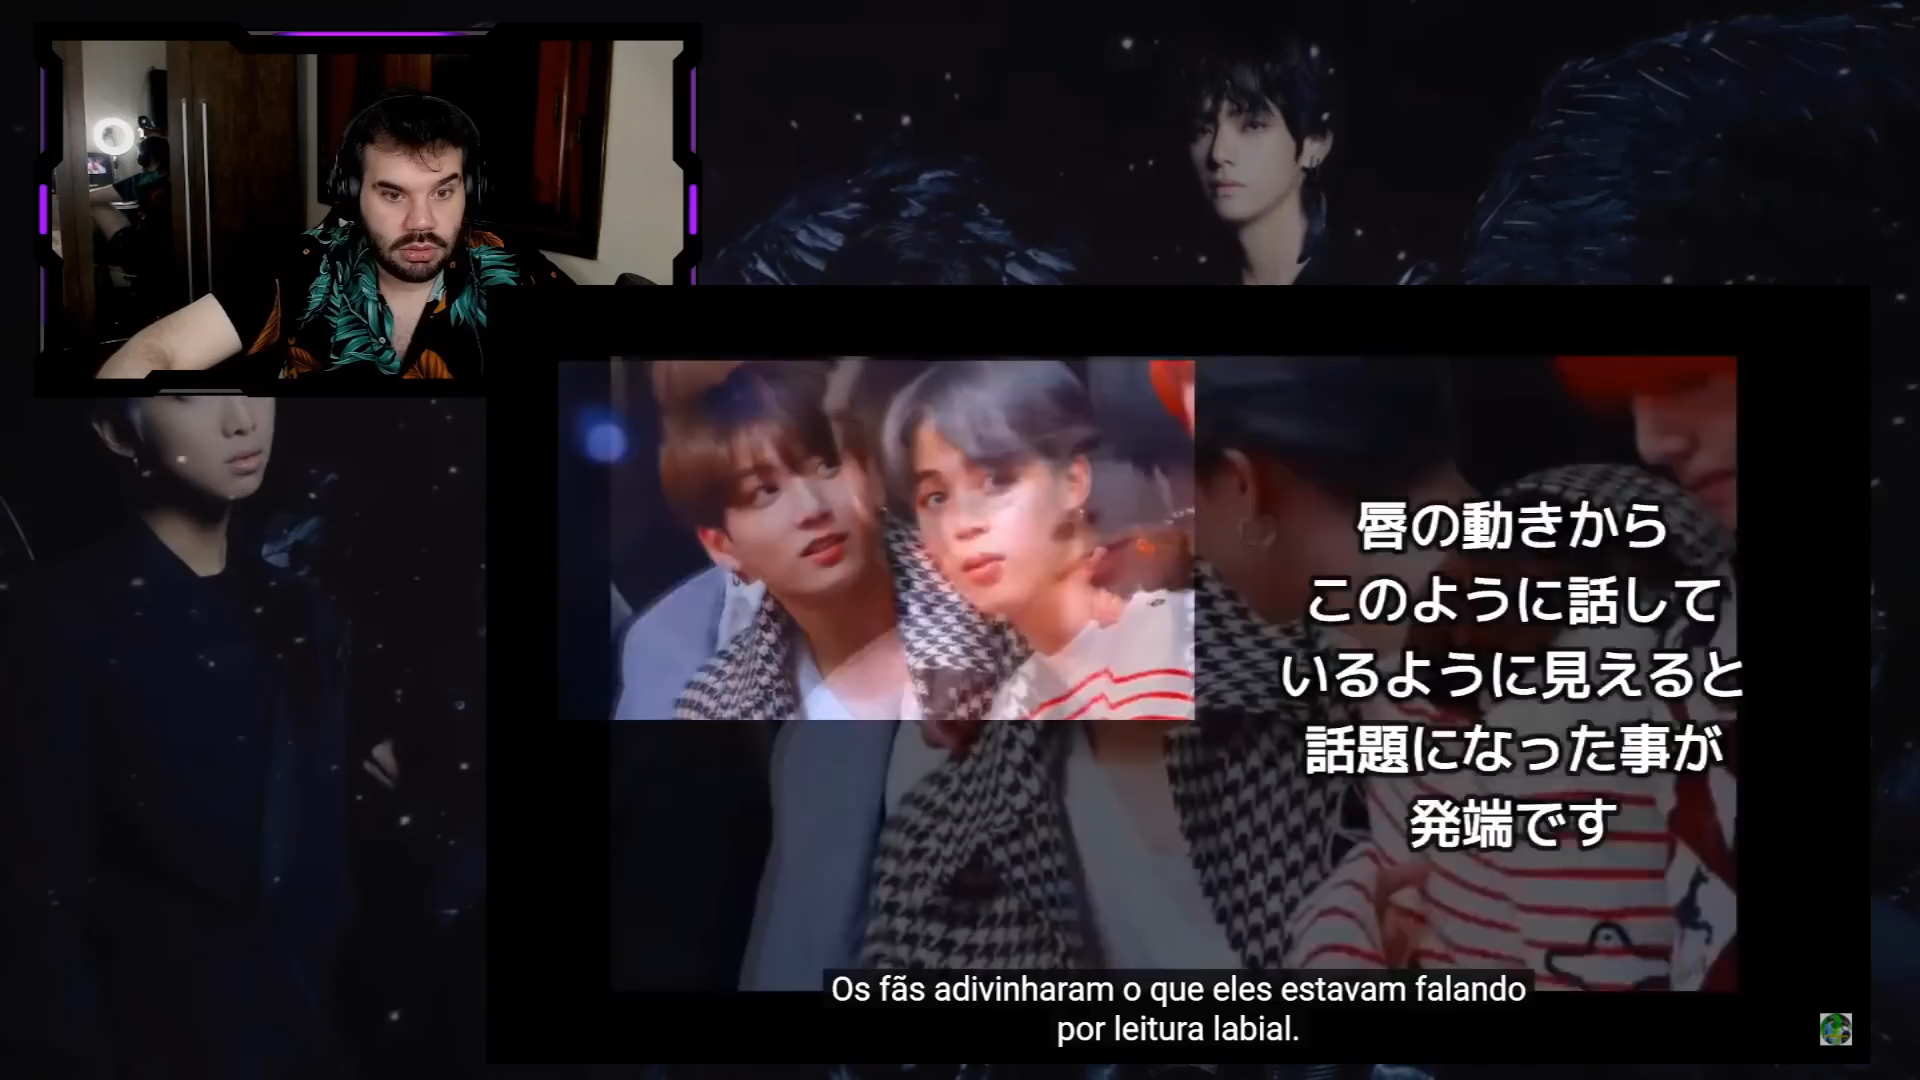 唇の動きから
このように話して
いるように見えると
話題になった事が
発端です
Os fãs adivinharam o que eles estavam falando
por leitura labial.